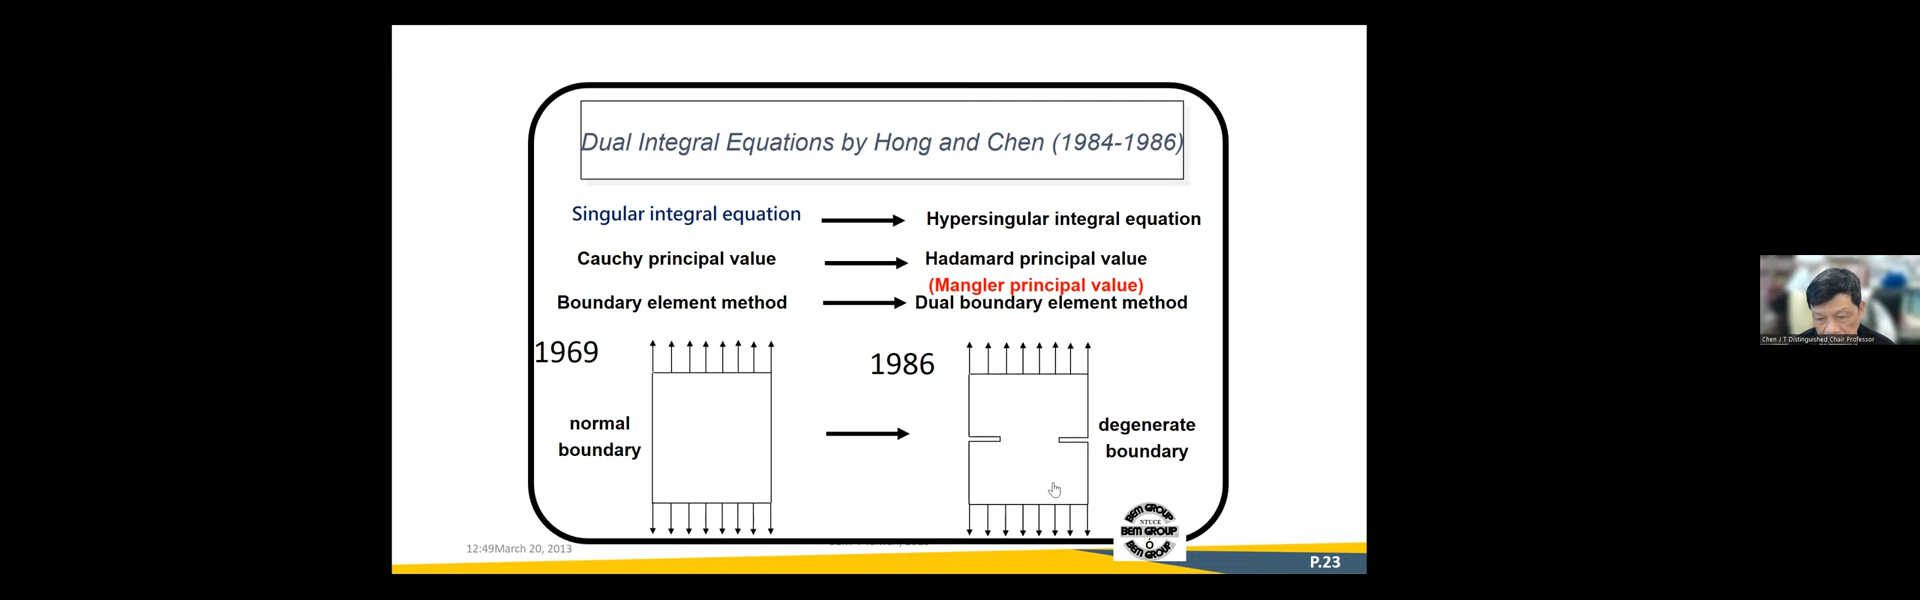 Dual Integral Equations by Hong and Chen (1984-1986)
Singular integral equation
Hypersingular integral equation
Cauchy principal value
Hadamard principal value
(Mangler principal value)
Boundary element method
Dual boundary element method
1969
1986
normal
boundary
degenerate
boundary
BEM GROUP
NTUCE
BEM GROUP
BEM GROUP
12:49March 20, 2013
P.23
Chen J T Distinguished Chair Professor